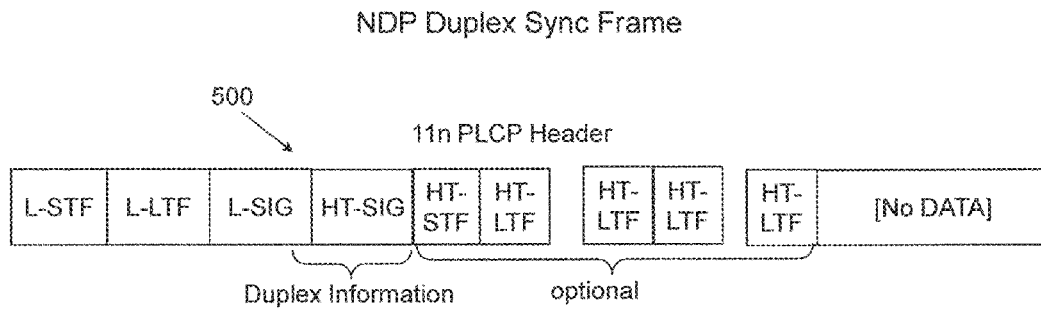 NDP Duplex Sync Frame
500
11n PLCP Header
L-STF L-LTF L-SIG HT-SIG HT-STF HT-LTF HT-LTF HT-LTF HT-LTF [No DATA]
Duplex Information optional